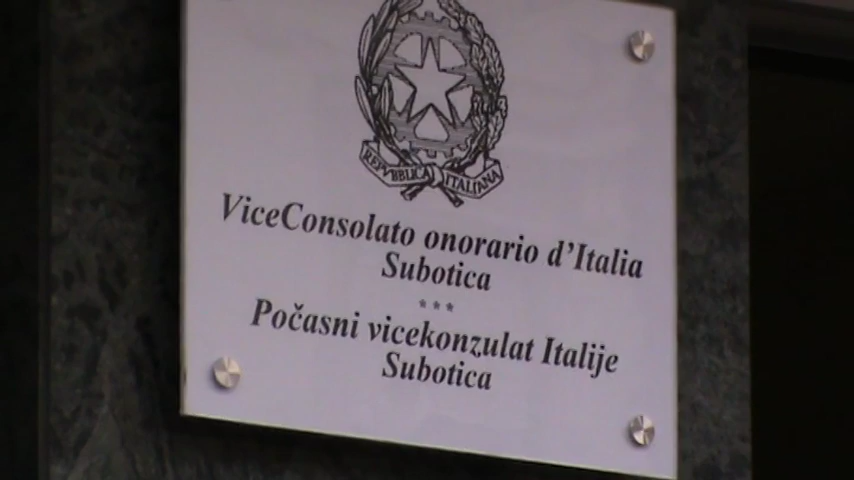 REPVBBLICA ITALIANA
ViceConsolato onorario d'Italia
Subotica
***
Počasni vicekonzulat Italije
Subotica